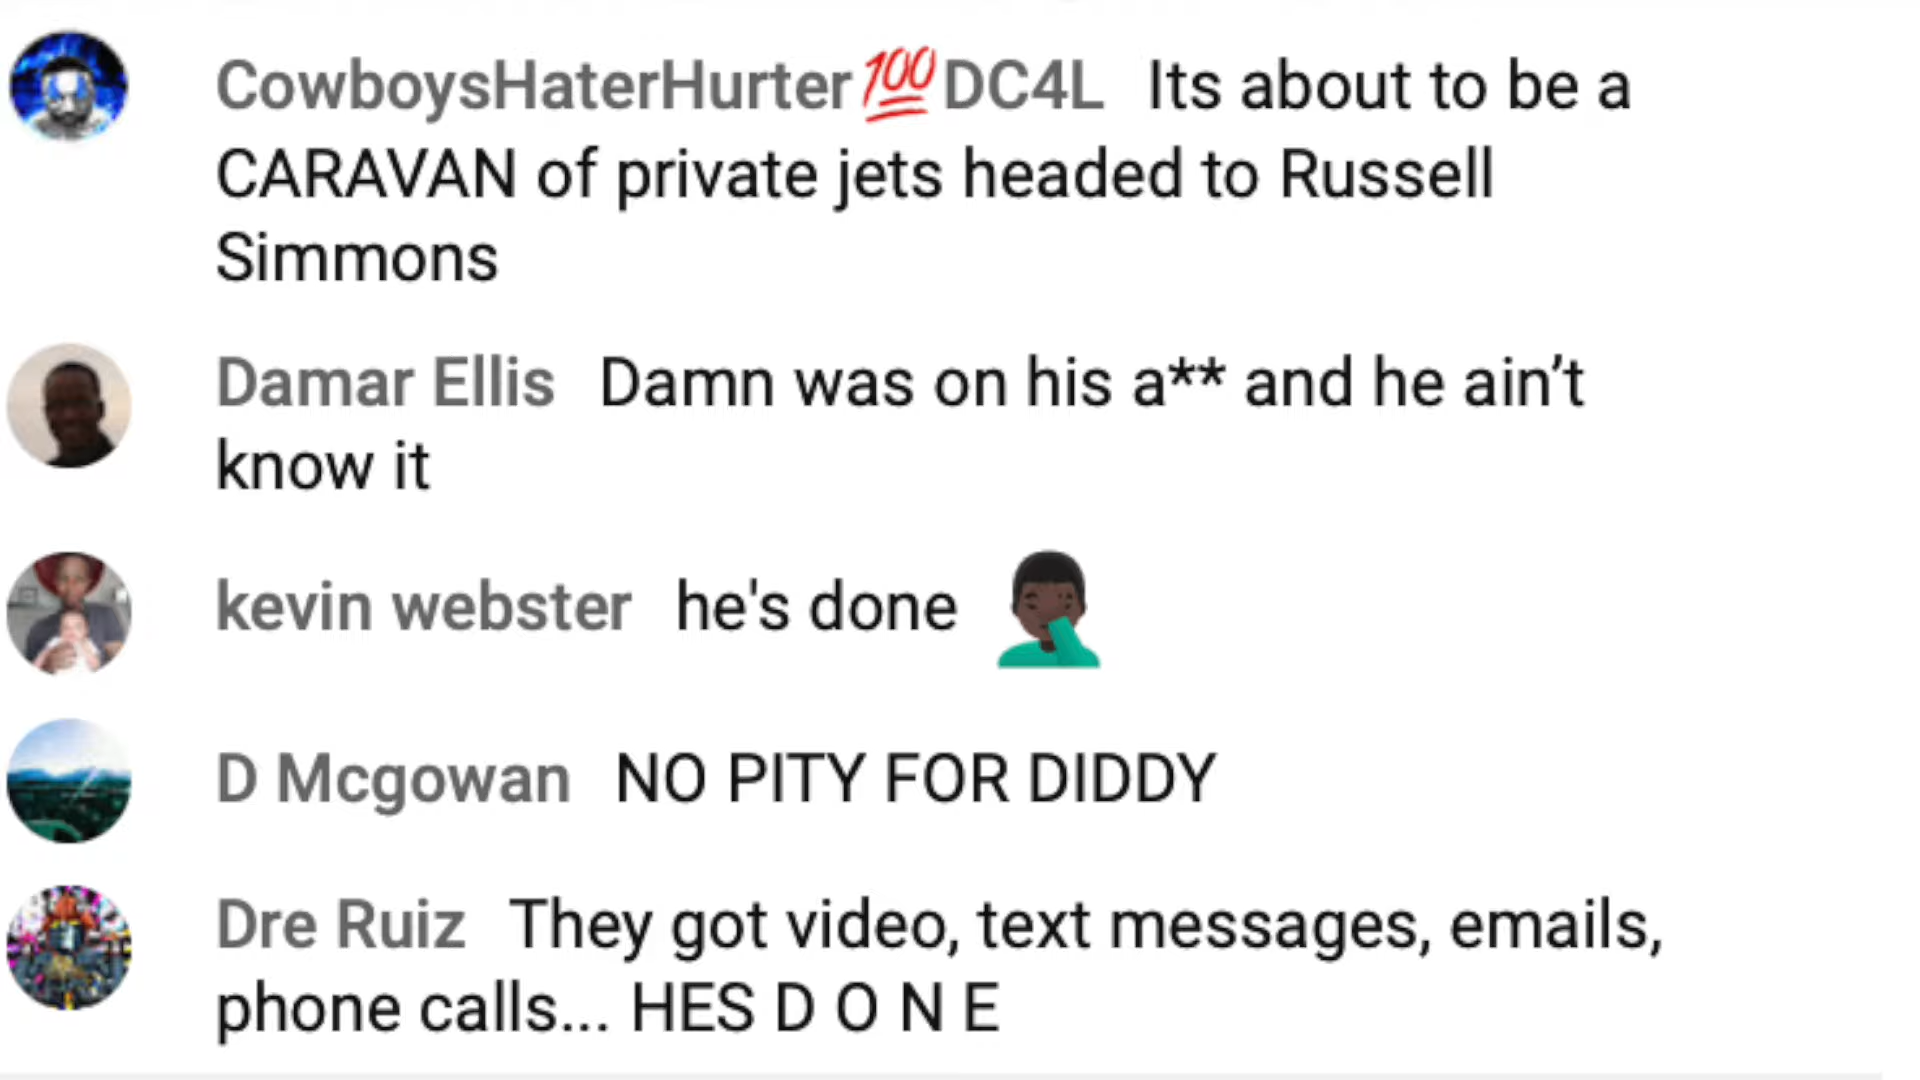 CowboysHaterHurter💯DC4L Its about to be a
CARAVAN of private jets headed to Russell
Simmons
Damar Ellis Damn was on his a** and he ain’t
know it
kevin webster he's done 🤦🏿‍♂️
D Mcgowan NO PITY FOR DIDDY
Dre Ruiz They got video, text messages, emails,
phone calls... HES D O N E